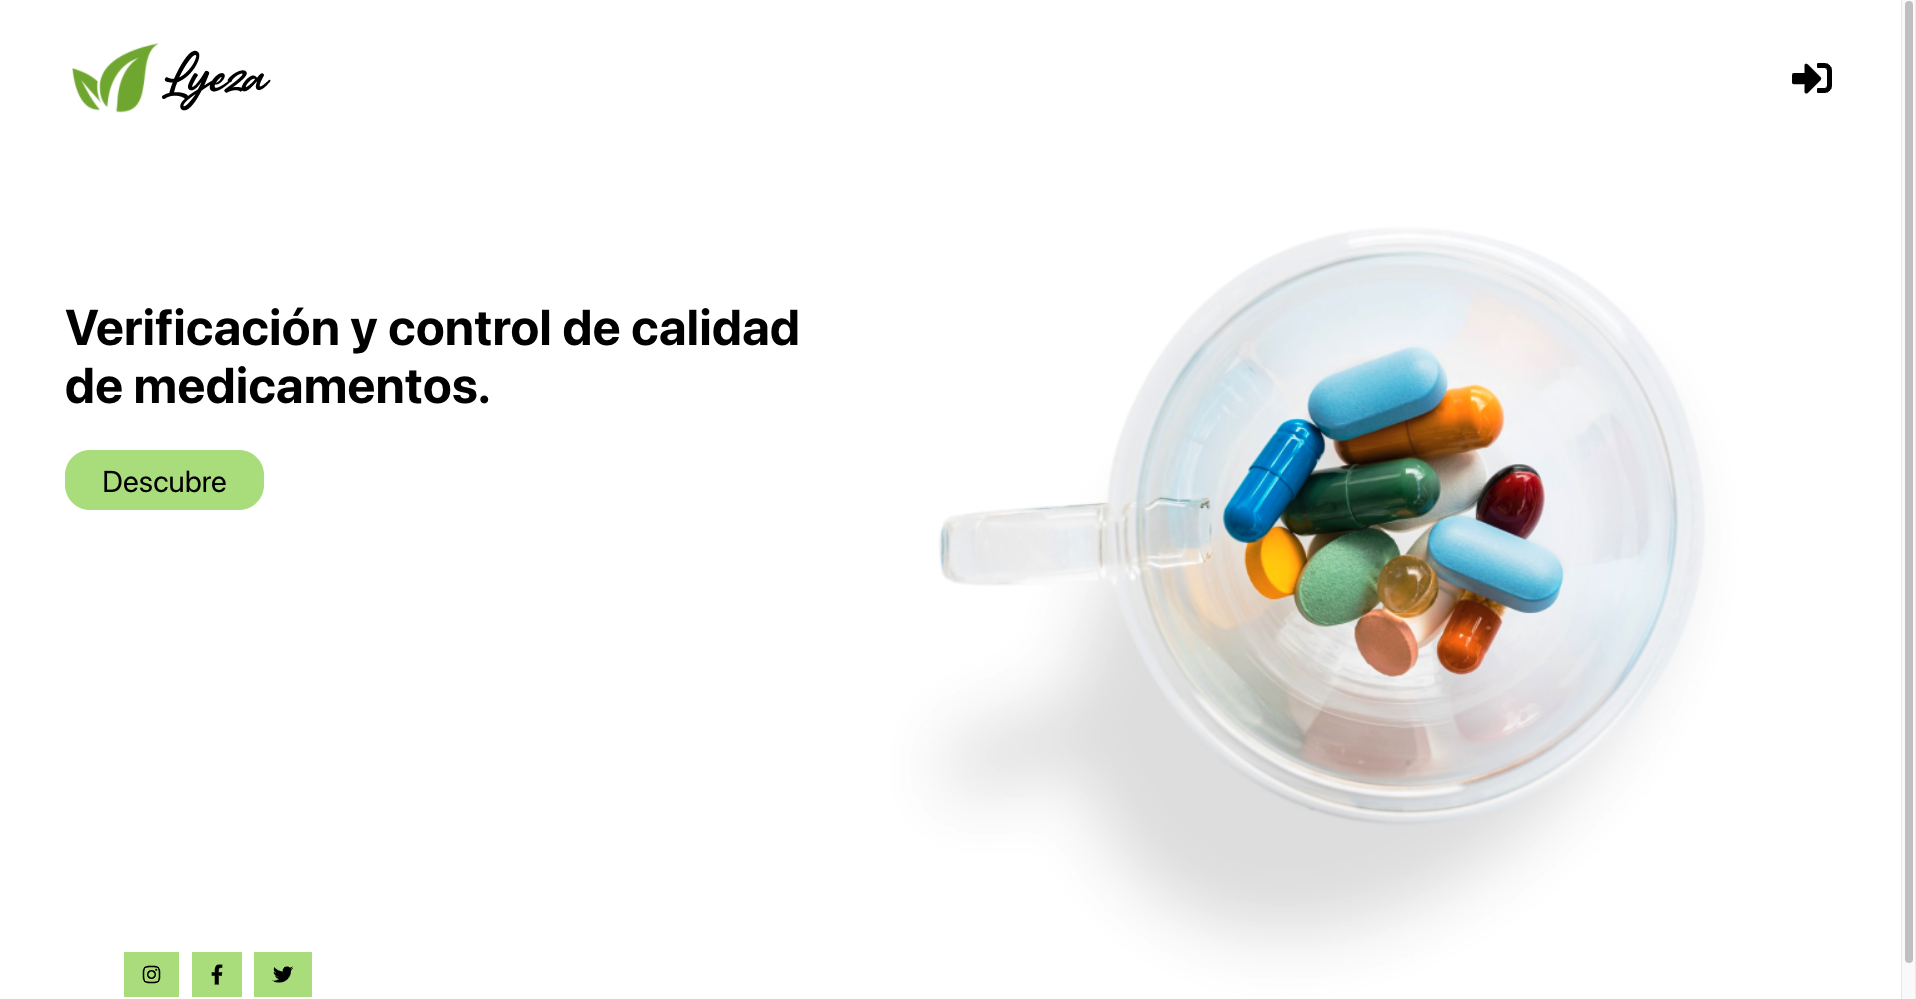 Lyeza
Verificación y control de calidad
de medicamentos.
Descubre